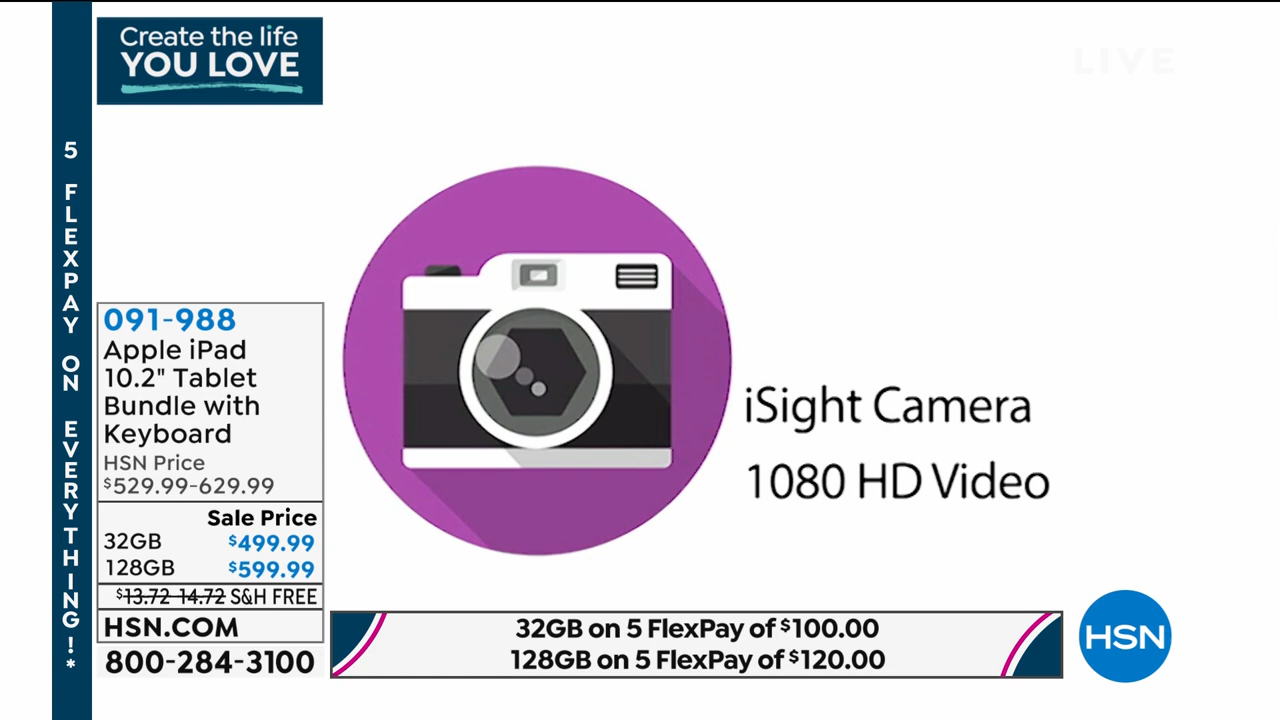 Create the life
YOU LOVE
LIVE
5 FLEXPAY ON EVERYTHING!*
091-988
Apple iPad
10.2" Tablet
Bundle with
Keyboard
HSN Price
$529.99-629.99
Sale Price
32GB $499.99
128GB $599.99
$13.72-14.72 S&H FREE
HSN.COM
800-284-3100
iSight Camera
1080 HD Video
32GB on 5 FlexPay of $100.00
128GB on 5 FlexPay of $120.00
HSN